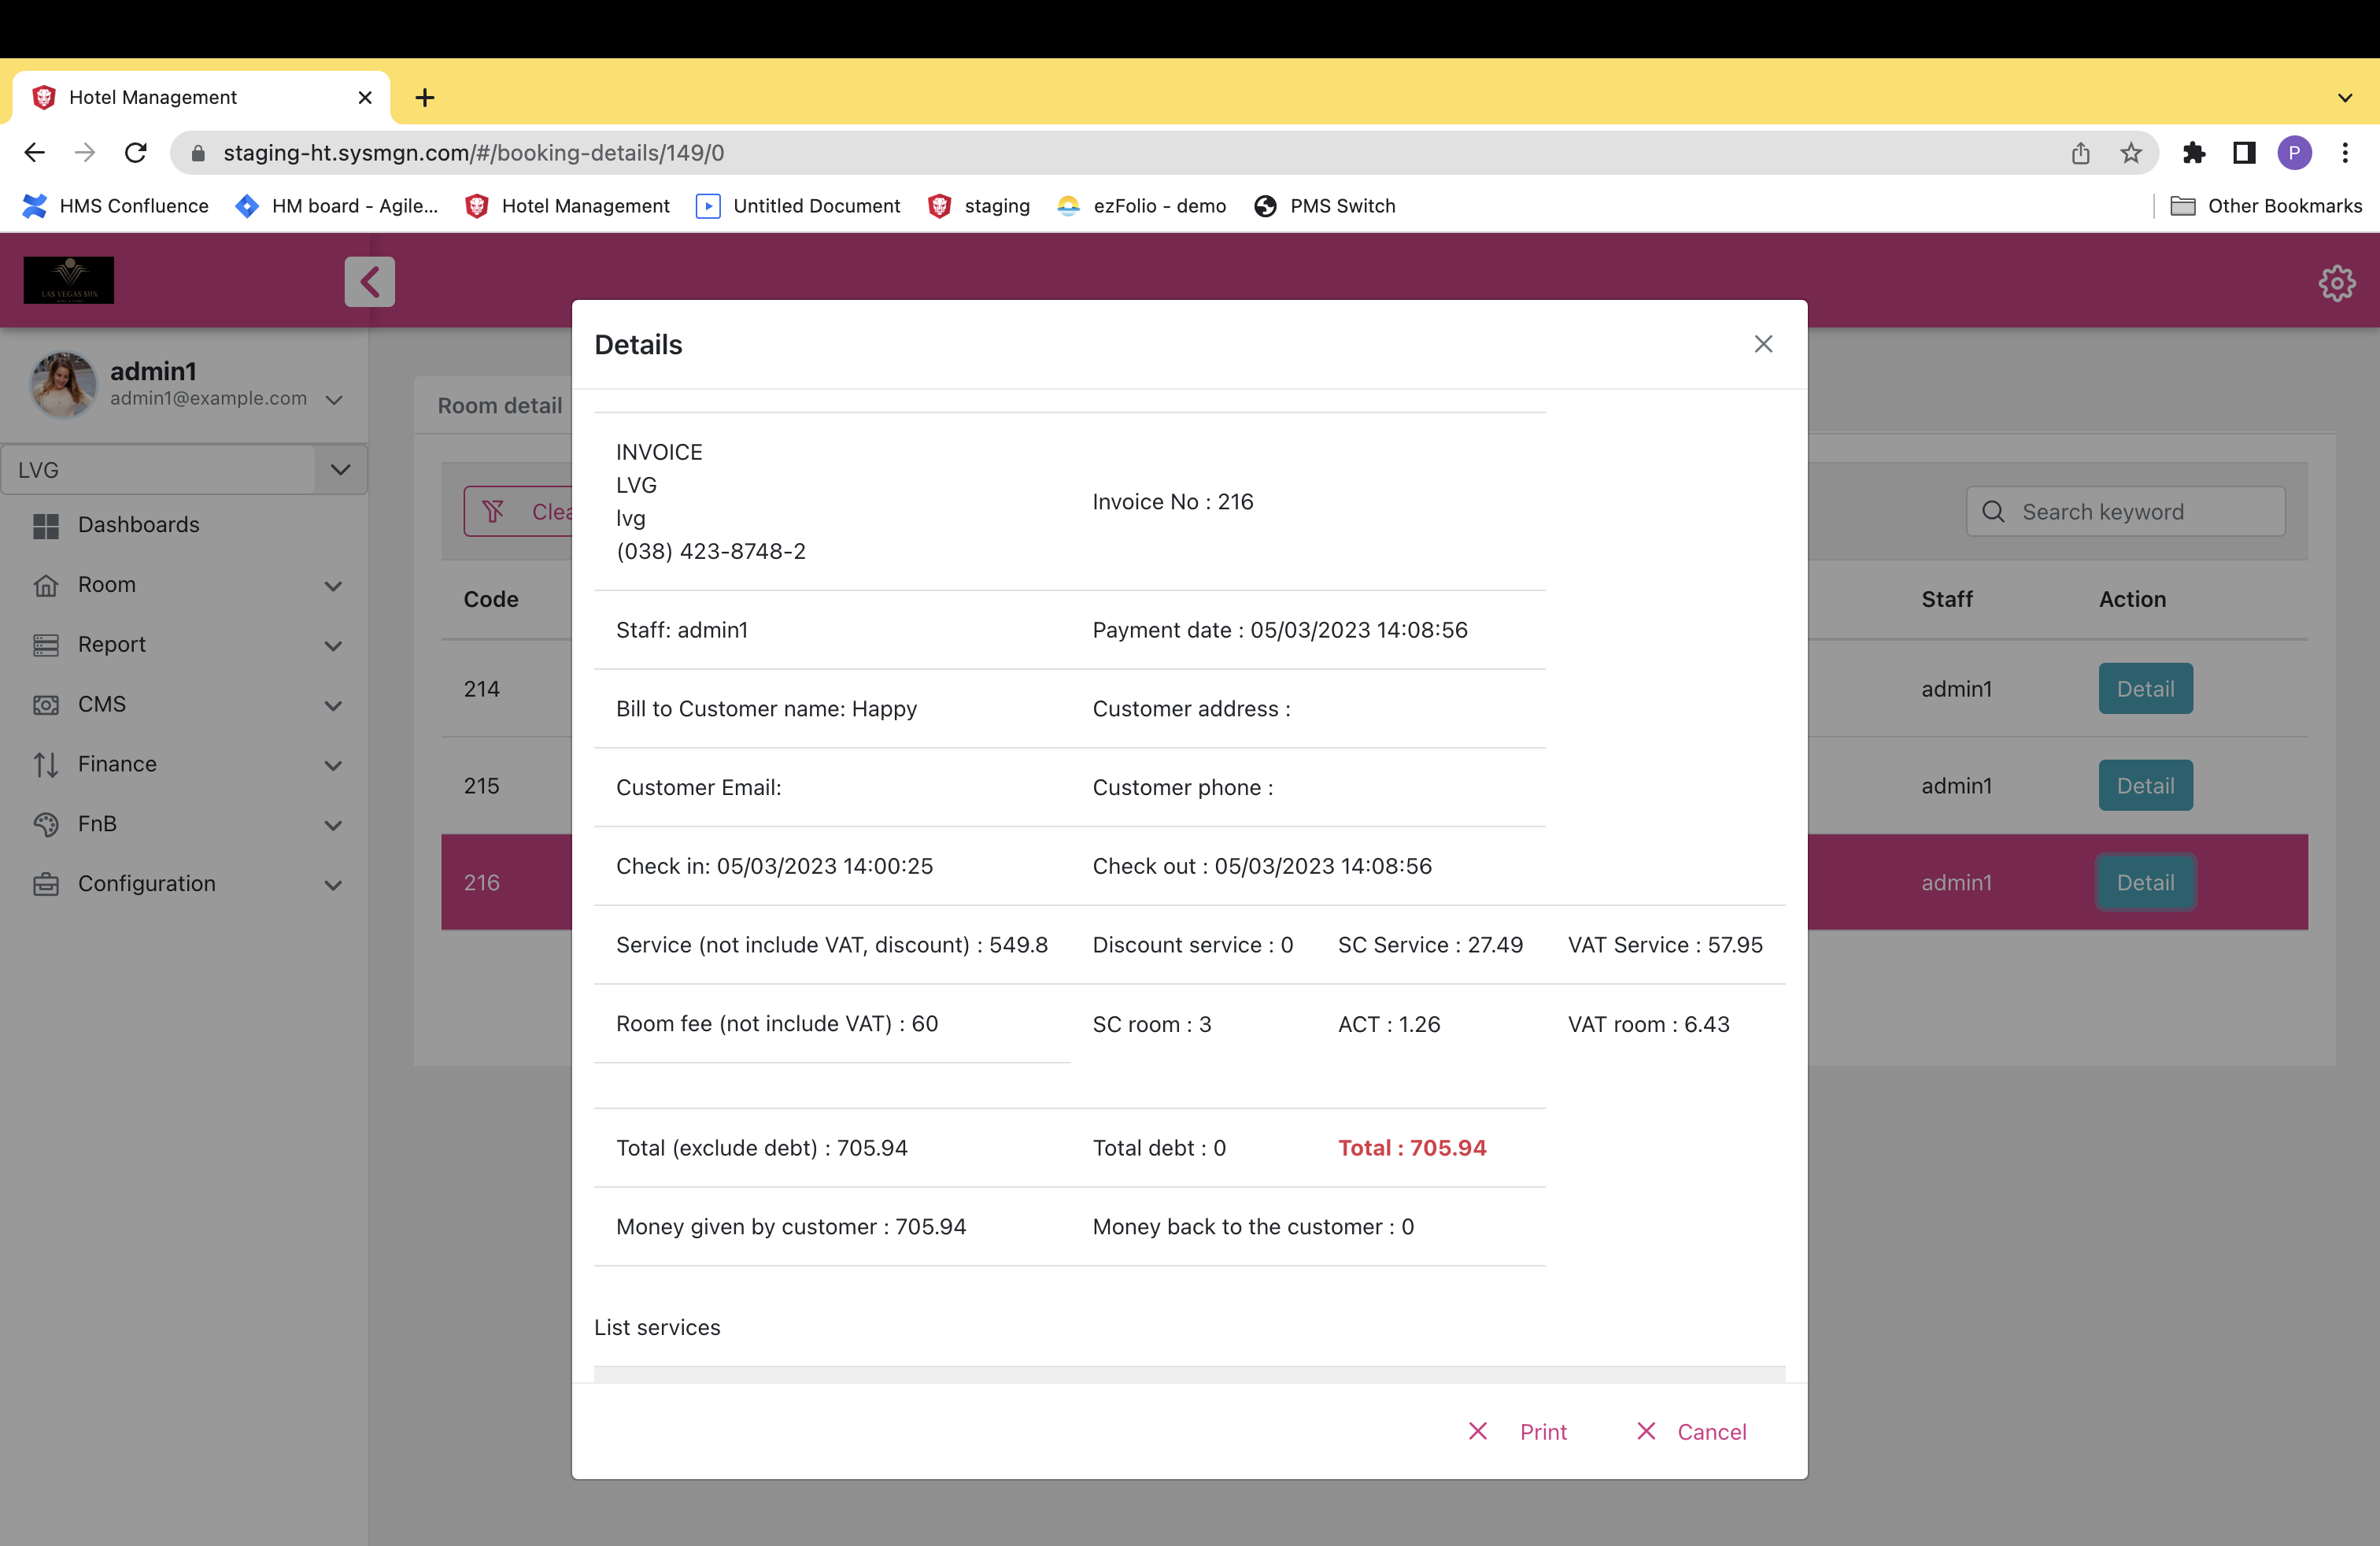 Hotel Management
staging-ht.sysmgn.com/#/booking-details/149/0
P
HMS Confluence
HM board - Agile...
Hotel Management
Untitled Document
staging
ezFolio - demo
PMS Switch
Other Bookmarks
LAS VEGAS SUN
admin1
admin1@example.com
LVG
Dashboards
Room
Report
CMS
Finance
FnB
Configuration
Room detail
Clea
Search keyword
Code
Staff
Action
214
admin1
Detail
215
admin1
Detail
216
admin1
Detail
Details
INVOICE
LVG
lvg
(038) 423-8748-2
Invoice No : 216
Staff: admin1
Payment date : 05/03/2023 14:08:56
Bill to Customer name: Happy
Customer address :
Customer Email:
Customer phone :
Check in: 05/03/2023 14:00:25
Check out : 05/03/2023 14:08:56
Service (not include VAT, discount) : 549.8
Discount service : 0
SC Service : 27.49
VAT Service : 57.95
Room fee (not include VAT) : 60
SC room : 3
ACT : 1.26
VAT room : 6.43
Total (exclude debt) : 705.94
Total debt : 0
Total : 705.94
Money given by customer : 705.94
Money back to the customer : 0
List services
Print
Cancel